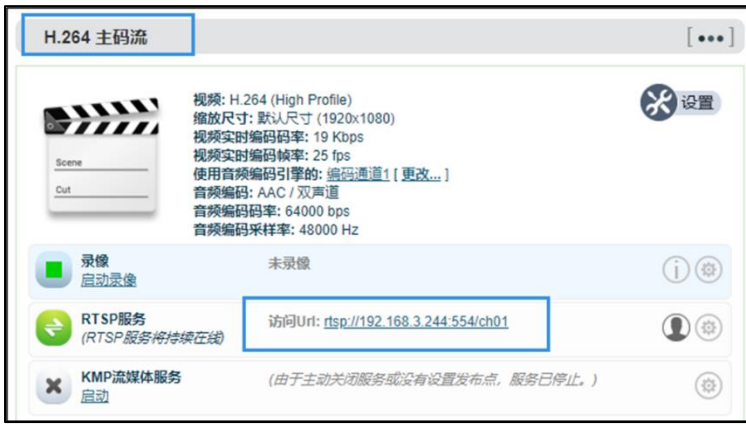 H.264 主码流
[•••]
视频: H.264 (High Profile)
缩放尺寸: 默认尺寸 (1920x1080)
视频实时编码码率: 19 Kbps
视频实时编码帧率: 25 fps
使用音频编码引擎的: 编码通道1 [ 更改... ]
音频编码: AAC / 双声道
音频编码码率: 64000 bps
音频编码采样率: 48000 Hz
设置
Scene
Cut
录像
启动录像
未录像
RTSP服务
(RTSP服务将持续在线)
访问Url: rtsp://192.168.3.244:554/ch01
KMP流媒体服务
启动
(由于主动关闭服务或没有设置发布点，服务已停止。)